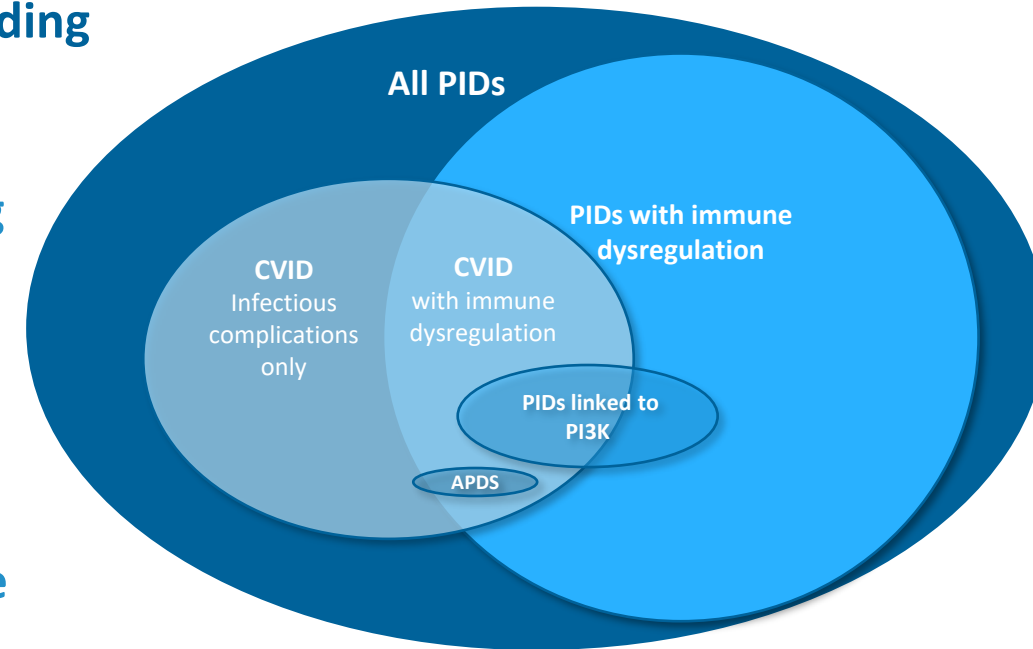 ding
All PIDs
g
PIDs with immune
dysregulation
CVID
Infectious
complications
only
CVID
with immune
dysregulation
PIDs linked to
PI3K
APDS
e